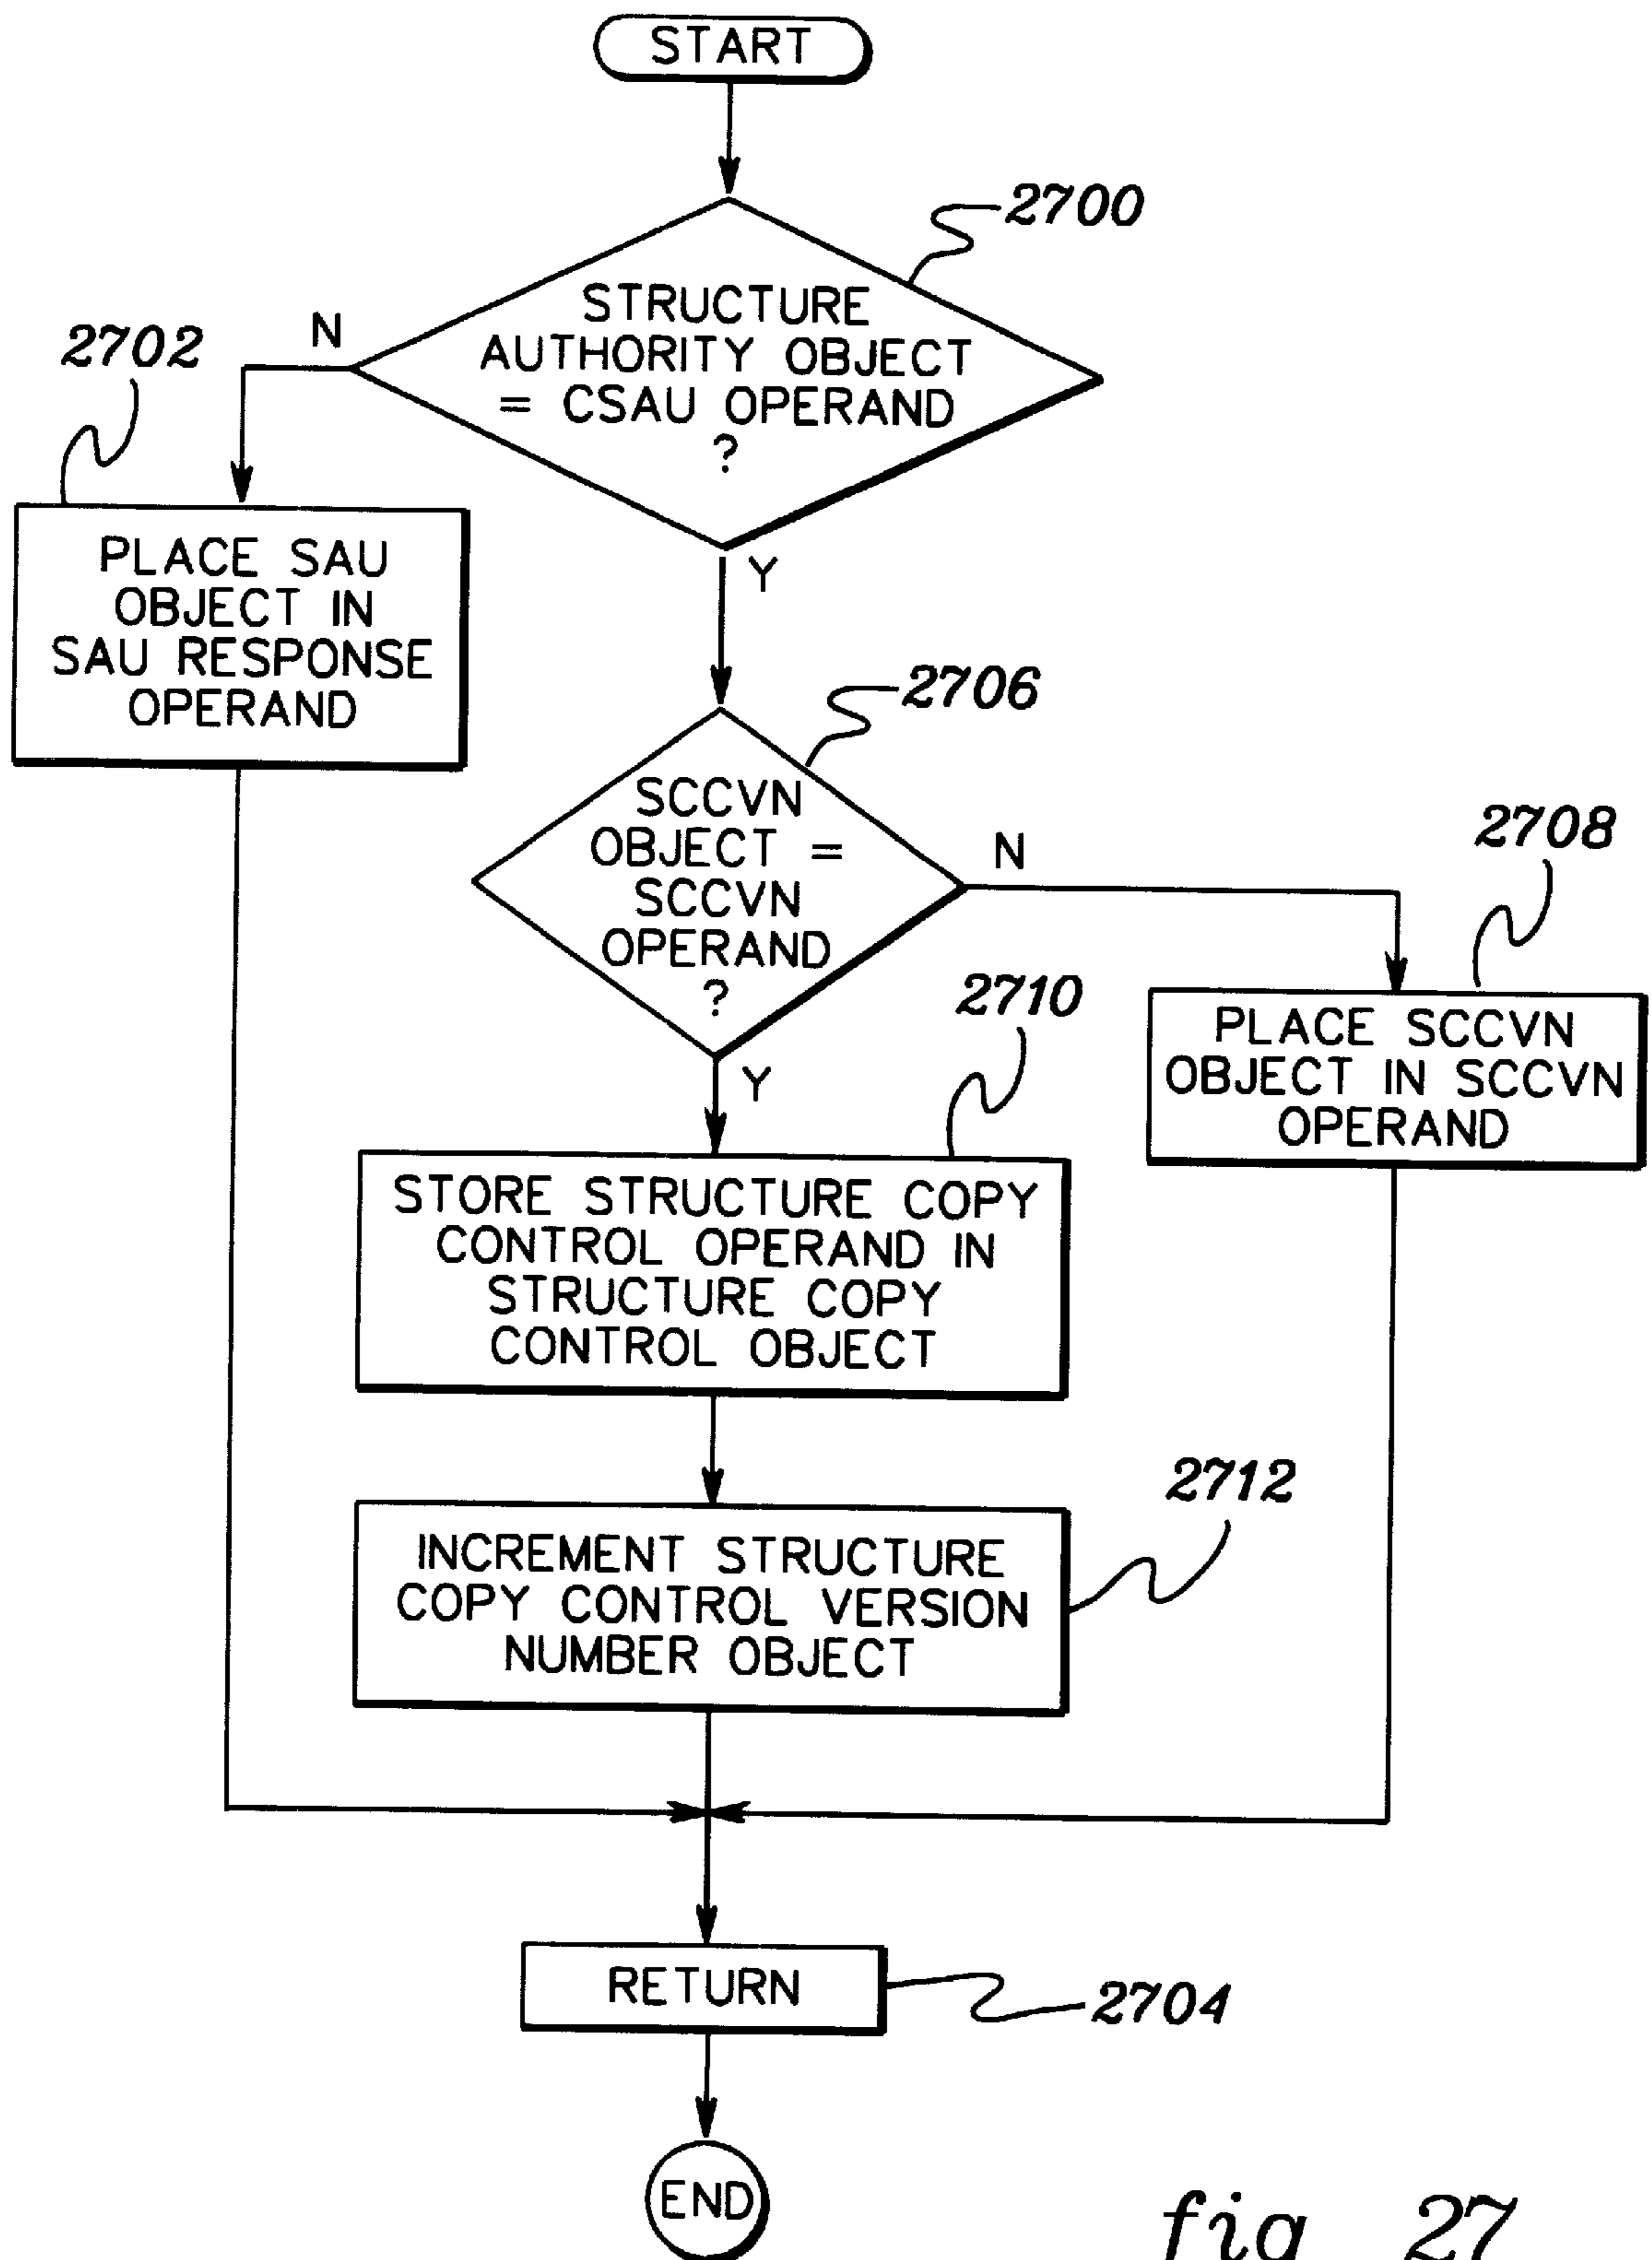 START
2700
STRUCTURE
AUTHORITY OBJECT
= CSAU OPERAND
?
N
2702
Y
PLACE SAU
OBJECT IN
SAU RESPONSE
OPERAND
2706
SCCVN
OBJECT =
SCCVN
OPERAND
?
N
2708
Y
PLACE SCCVN
OBJECT IN SCCVN
OPERAND
2710
STORE STRUCTURE COPY
CONTROL OPERAND IN
STRUCTURE COPY
CONTROL OBJECT
2712
INCREMENT STRUCTURE
COPY CONTROL VERSION
NUMBER OBJECT
RETURN
2704
END
fig 27